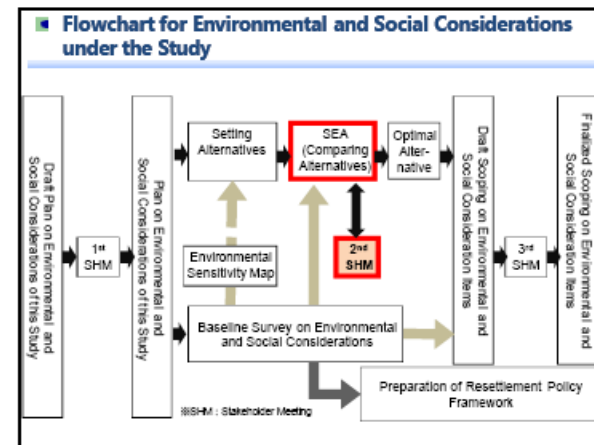 Flowchart for Environmental and Social Considerations
under the Study
Draft Plan on Environmental and
Social Considerations of this Study
1st
SHM
Plan on Environmental and
Social Considerations of this Study
Setting
Alternatives
SEA
(Comparing
Alternatives)
Optimal
Alter-
native
Environmental
Sensitivity Map
2nd
SHM
Baseline Survey on Environmental
and Social Considerations
Draft Scoping on Environmental and
Social Consideration Items
3rd
SHM
Finalized Scoping on Environmental and
Social Consideration Items
Preparation of Resettlement Policy
Framework
※SHM : Stakeholder Meeting